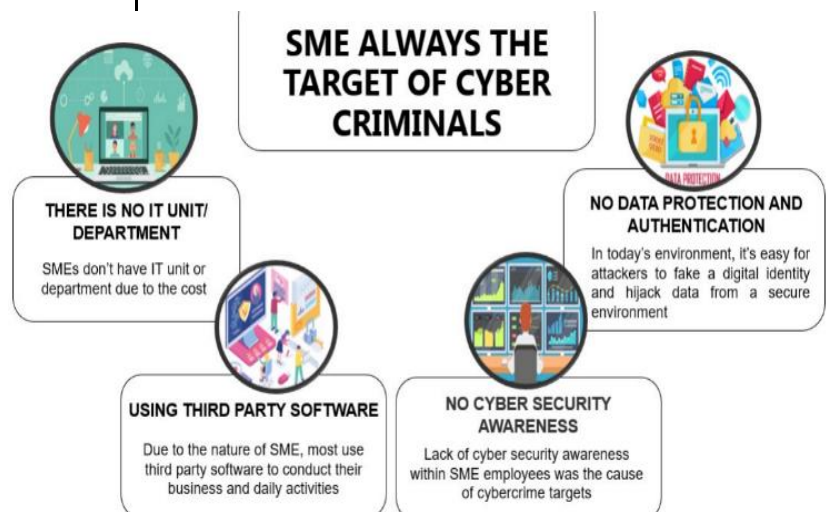 SME ALWAYS THE
TARGET OF CYBER
CRIMINALS
THERE IS NO IT UNIT/
DEPARTMENT
SMEs don't have IT unit or
department due to the cost
USING THIRD PARTY SOFTWARE
Due to the nature of SME, most use
third party software to conduct their
business and daily activities
NO CYBER SECURITY
AWARENESS
Lack of cyber security awareness
within SME employees was the cause
of cybercrime targets
DATA PROTECTION
NO DATA PROTECTION AND
AUTHENTICATION
In today's environment, it's easy for
attackers to fake a digital identity
and hijack data from a secure
environment